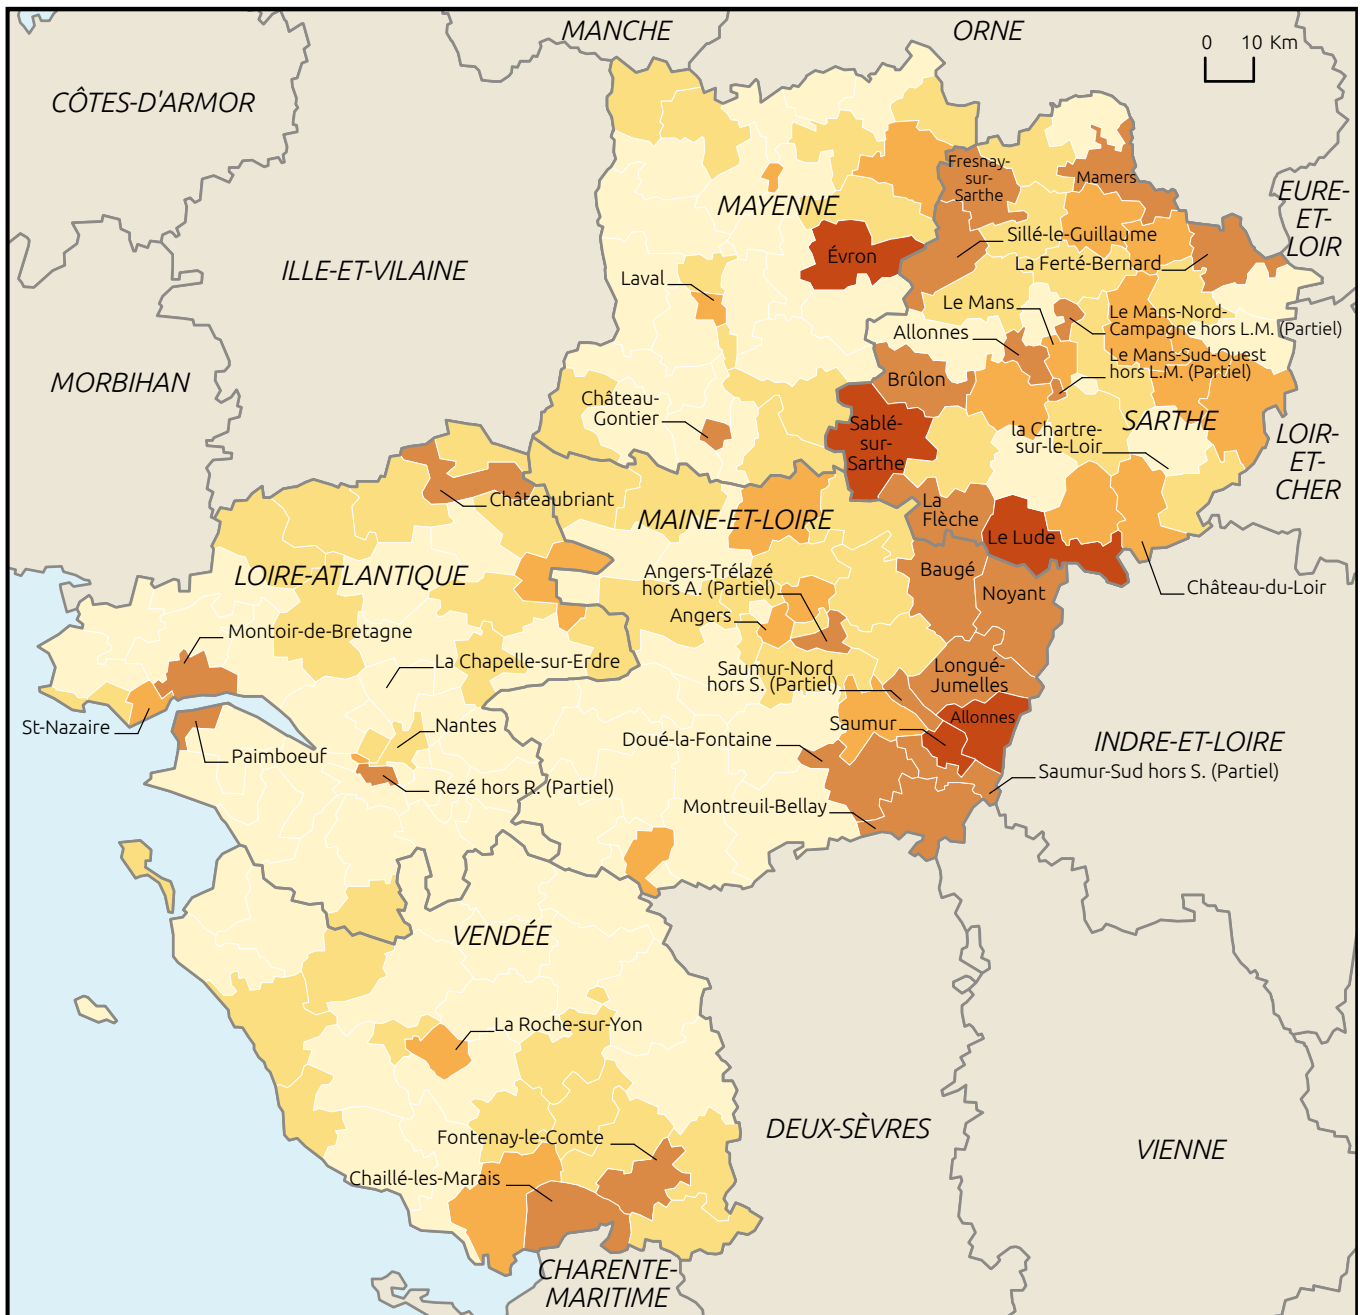 MANCHE
ORNE
0 10 Km
CÔTES-D'ARMOR
Fresnay-
sur-
Sarthe
Mamers
MAYENNE
EURE-
ET-
LOIR
Sillé-le-Guillaume
Évron
La Ferté-Bernard
ILLE-ET-VILAINE
Laval
Le Mans
Le Mans-Nord-
Campagne hors L.M. (Partiel)
Allonnes
Le Mans-Sud-Ouest
hors L.M. (Partiel)
MORBIHAN
Brûlon
Château-
Gontier
Sablé-
sur-
Sarthe
SARTHE
la Chartre-
sur-le-Loir
LOIR-
ET-
CHER
Châteaubriant
La
Flèche
MAINE-ET-LOIRE
Le Lude
LOIRE-ATLANTIQUE
Angers-Trélazé
hors A. (Partiel)
Baugé
Noyant
Château-du-Loir
Angers
Montoir-de-Bretagne
La Chapelle-sur-Erdre
Saumur-Nord
hors S. (Partiel)
Longué-
Jumelles
Allonnes
St-Nazaire
Nantes
Saumur
Doué-la-Fontaine
INDRE-ET-LOIRE
Paimboeuf
Saumur-Sud hors S. (Partiel)
Rezé hors R. (Partiel)
Montreuil-Bellay
VENDÉE
La Roche-sur-Yon
DEUX-SÈVRES
Fontenay-le-Comte
VIENNE
Chaillé-les-Marais
CHARENTE-
MARITIME